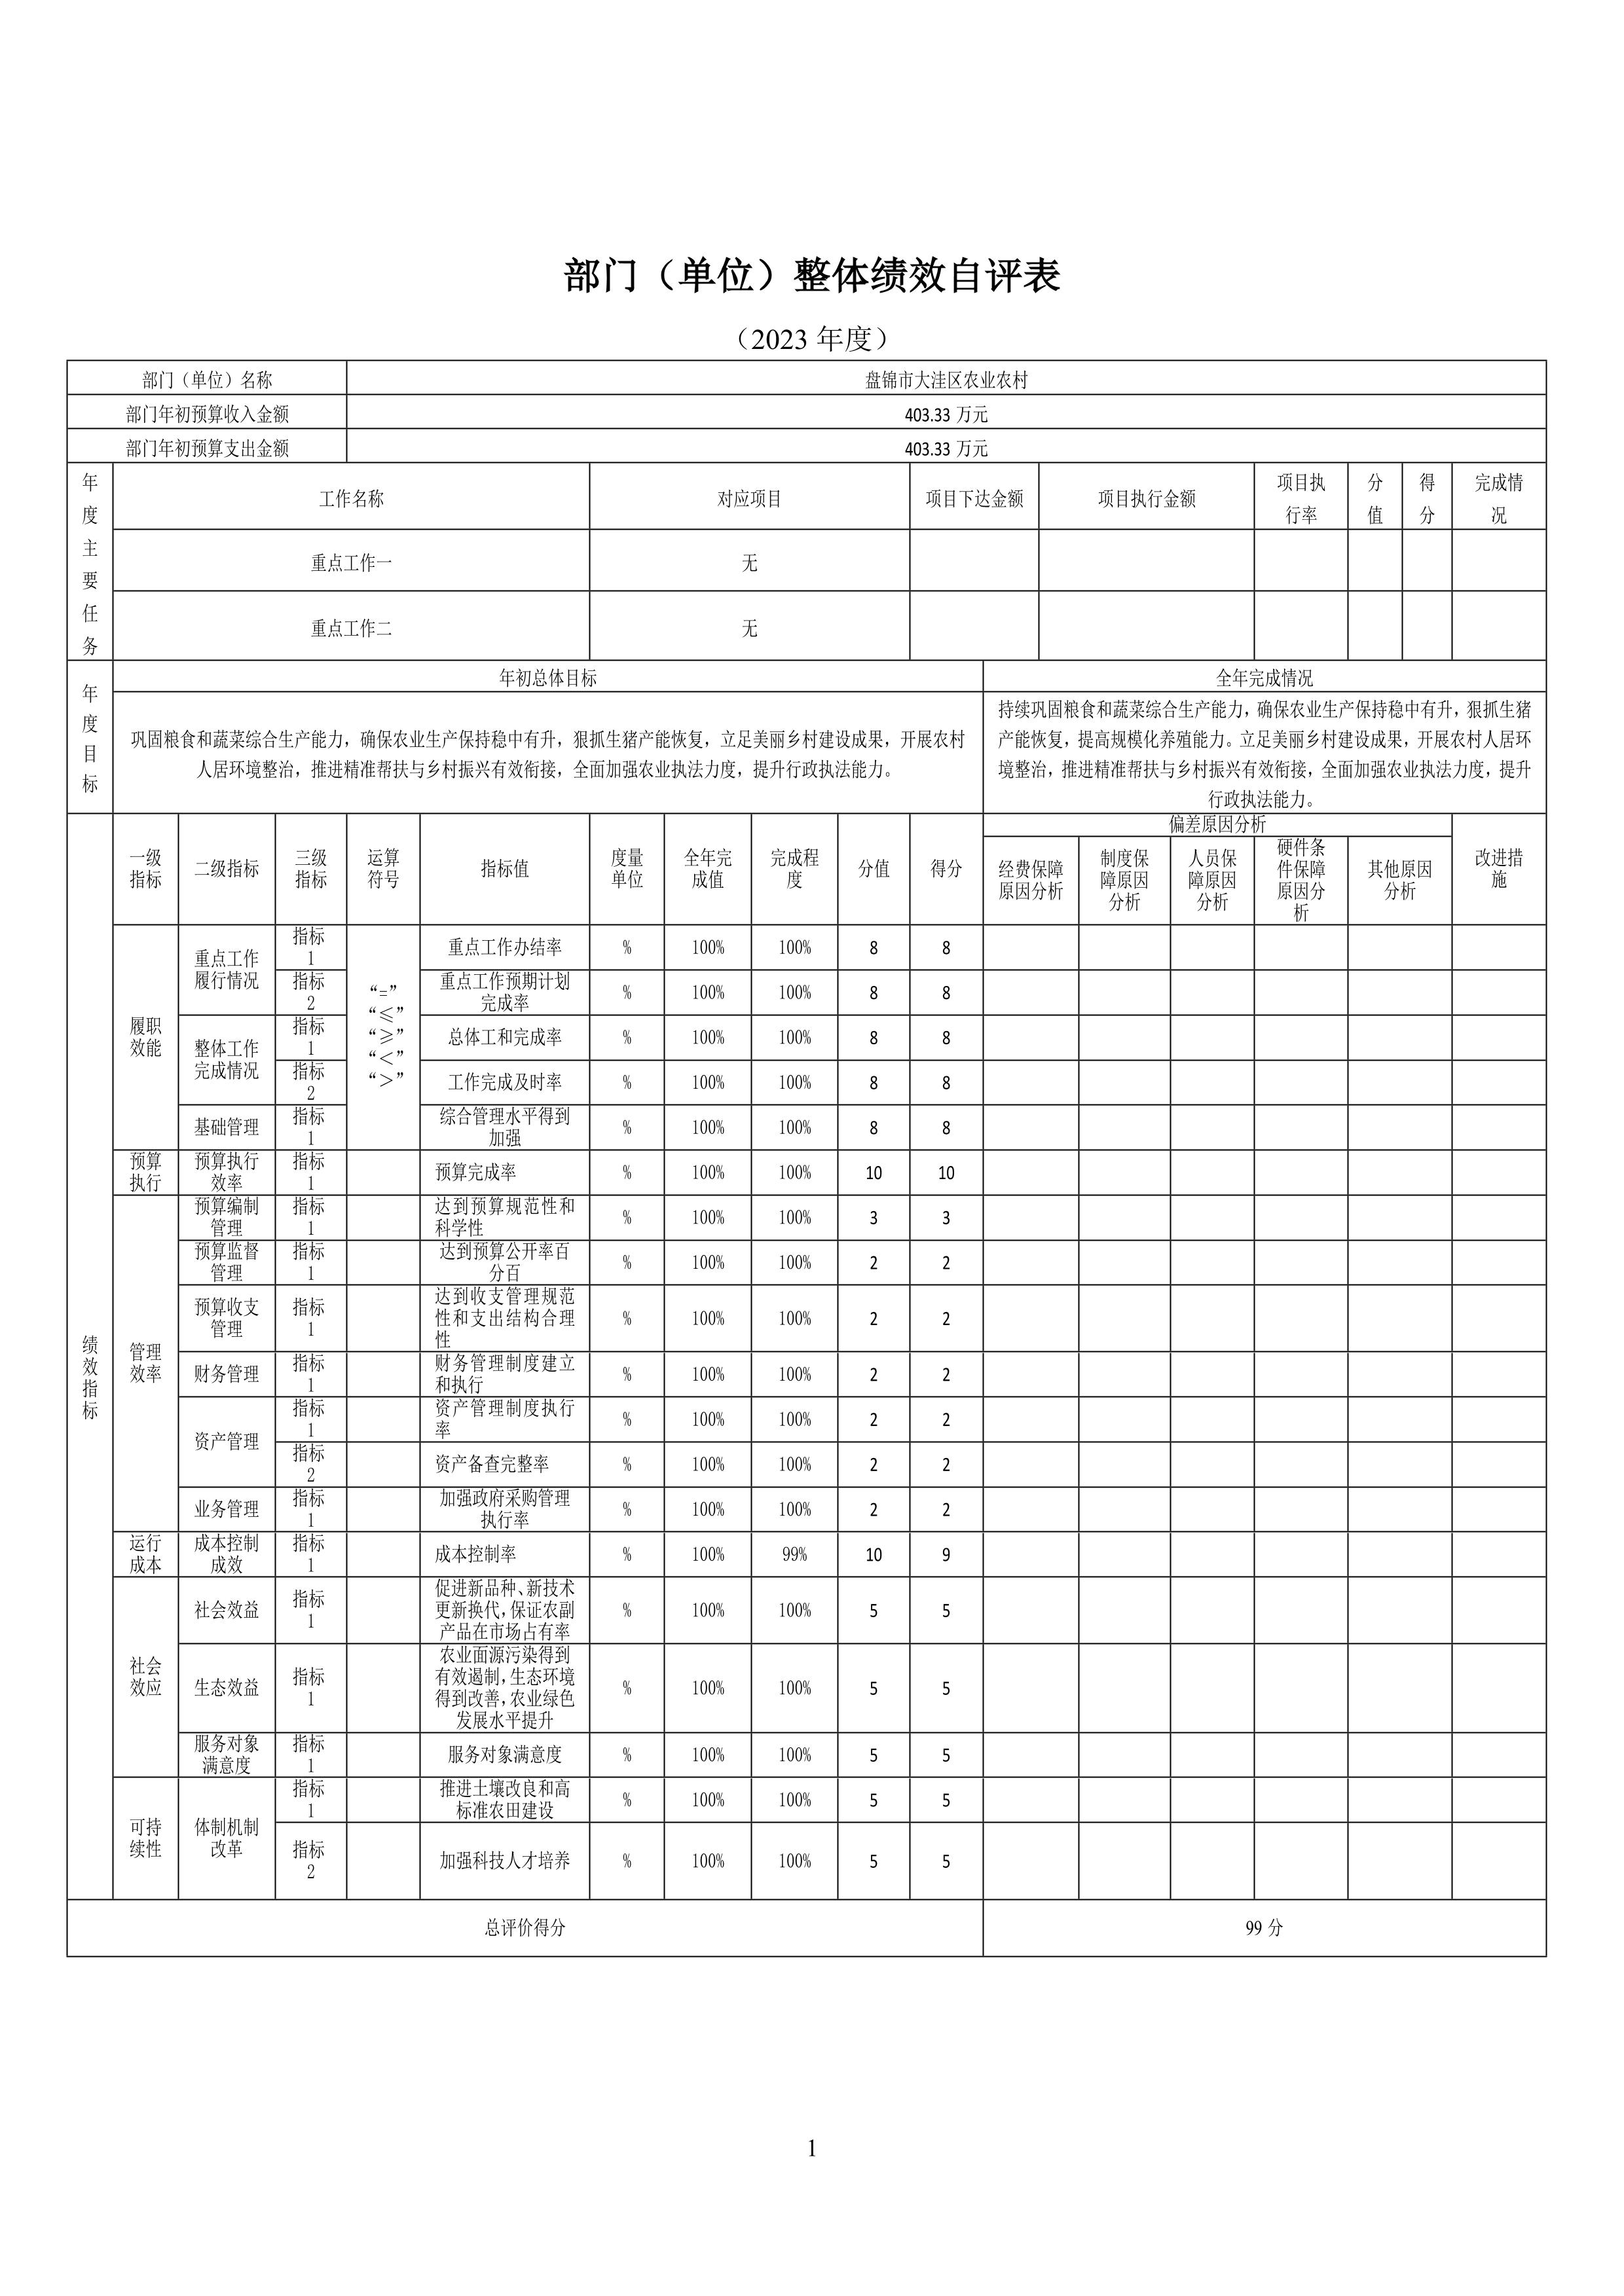 部门（单位）整体绩效自评表
（2023 年度）
部门（单位）名称 盘锦市大洼区农业农村
部门年初预算收入金额 403.33 万元
部门年初预算支出金额 403.33 万元
年度主要任务 工作名称 对应项目 项目下达金额 项目执行金额 项目执行率 分值 得分 完成情况
重点工作一 无
重点工作二 无
年度目标 年初总体目标 全年完成情况
巩固粮食和蔬菜综合生产能力，确保农业生产保持稳中有升，狠抓生猪产能恢复，立足美丽乡村建设成果，开展农村
人居环境整治，推进精准帮扶与乡村振兴有效衔接，全面加强农业执法力度，提升行政执法能力。
持续巩固粮食和蔬菜综合生产能力，确保农业生产保持稳中有升，狠抓生猪
产能恢复，提高规模化养殖能力。立足美丽乡村建设成果，开展农村人居环
境整治，推进精准帮扶与乡村振兴有效衔接，全面加强农业执法力度，提升
行政执法能力。
绩效指标 一级指标 二级指标 三级指标 运算符号 指标值 度量单位 全年完成值 完成程度 分值 得分 偏差原因分析 改进措施
经费保障原因分析 制度保障原因分析 人员保障原因分析 硬件条件保障原因分析 其他原因分析
履职效能 重点工作履行情况 指标1 “=” “≤” “≥” “<” “>” 重点工作办结率 % 100% 100% 8 8
指标2 重点工作预期计划完成率 % 100% 100% 8 8
整体工作完成情况 指标1 总体工和完成率 % 100% 100% 8 8
指标2 工作完成及时率 % 100% 100% 8 8
基础管理 指标1 综合管理水平得到加强 % 100% 100% 8 8
预算执行 预算执行效率 指标1 预算完成率 % 100% 100% 10 10
管理效率 预算编制管理 指标1 达到预算规范性和科学性 % 100% 100% 3 3
预算监督管理 指标1 达到预算公开率百分百 % 100% 100% 2 2
预算收支管理 指标1 达到收支管理规范性和支出结构合理性 % 100% 100% 2 2
财务管理 指标1 财务管理制度建立和执行 % 100% 100% 2 2
资产管理 指标1 资产管理制度执行率 % 100% 100% 2 2
指标2 资产备查完整率 % 100% 100% 2 2
业务管理 指标1 加强政府采购管理执行率 % 100% 100% 2 2
运行成本 成本控制成效 指标1 成本控制率 % 100% 99% 10 9
社会效应 社会效益 指标1 促进新品种、新技术更新换代，保证农副产品在市场占有率 % 100% 100% 5 5
生态效益 指标1 农业面源污染得到有效遏制，生态环境得到改善，农业绿色发展水平提升 % 100% 100% 5 5
服务对象满意度 指标1 服务对象满意度 % 100% 100% 5 5
可持续性 体制机制改革 指标1 推进土壤改良和高标准农田建设 % 100% 100% 5 5
指标2 加强科技人才培养 % 100% 100% 5 5
总评价得分 99 分
1